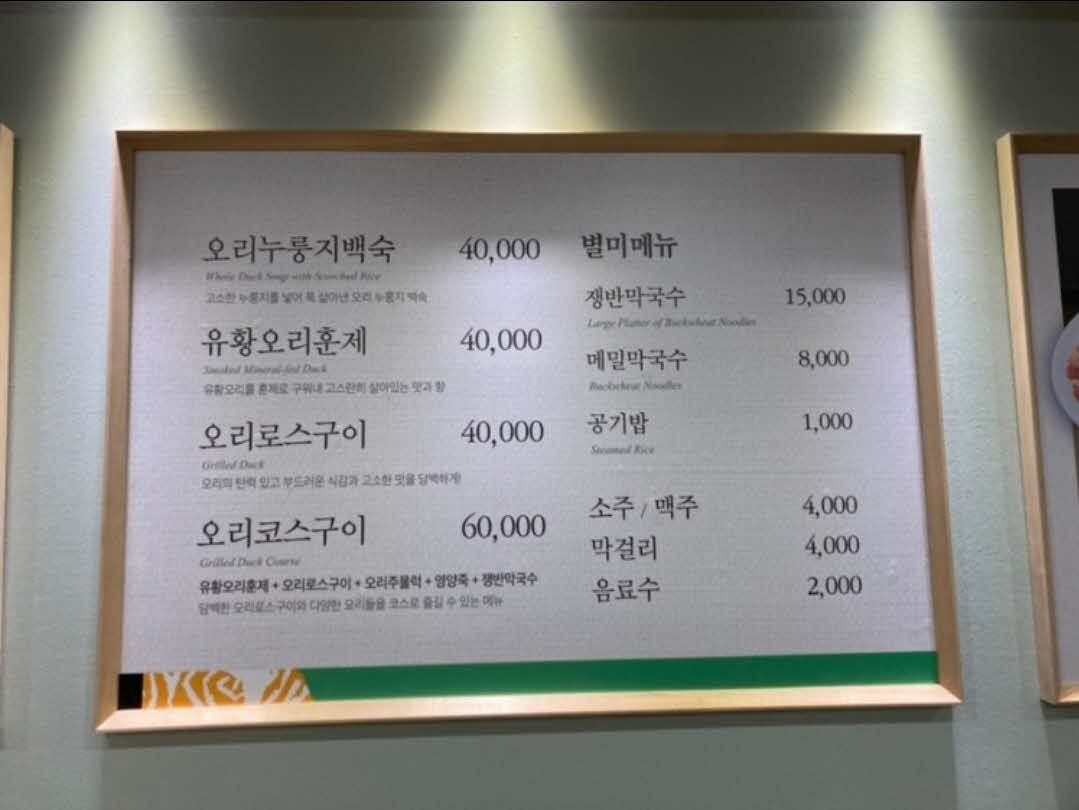 오리누룽지백숙 40,000
Whole Duck Soup with Scorched Rice
고소한 누룽지를 넣어 푹 삶아낸 오리 누룽지 백숙
유황오리훈제 40,000
Smoked Mineral-fed Duck
유황오리를 훈제로 구워내 고스란히 살아있는 맛과 향
오리로스구이 40,000
Grilled Duck
오리의 탄력 있고 부드러운 식감과 고소한 맛을 담백하게!
오리코스구이 60,000
Grilled Duck Course
유황오리훈제 + 오리로스구이 + 오리주물럭 + 영양죽 + 쟁반막국수
담백한 오리로스구이와 다양한 요리들을 코스로 즐길 수 있는 메뉴
별미메뉴
쟁반막국수 15,000
Large Platter of Buckwheat Noodles
메밀막국수 8,000
Buckwheat Noodles
공기밥 1,000
Steamed Rice
소주 / 맥주 4,000
막걸리 4,000
음료수 2,000